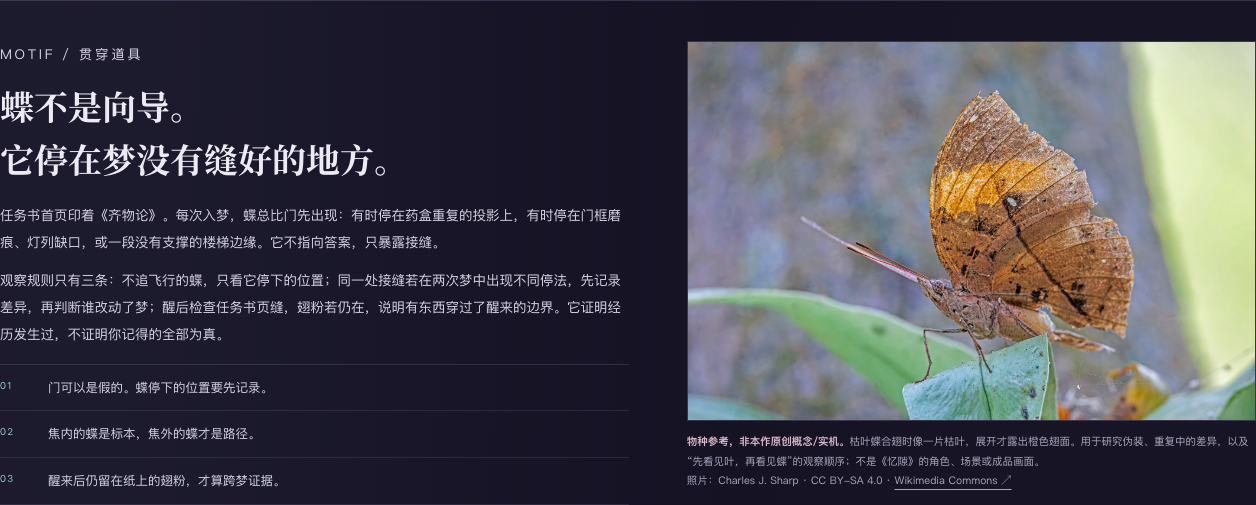 MOTIF / 贯穿道具
蝶不是向导。
它停在梦没有缝好的地方。
任务书首页印着《齐物论》。每次入梦，蝶总比门先出现：有时停在药盒重复的投影上，有时停在门框磨
痕、灯列缺口，或一段没有支撑的楼梯边缘。它不指向答案，只暴露接缝。
观察规则只有三条：不追飞行的蝶，只看它停下的位置；同一处接缝若在两次梦中出现不同停法，先记录
差异，再判断谁改动了梦；醒后检查任务书页缝，翅粉若仍在，说明有东西穿过了醒来的边界。它证明经
历发生过，不证明你记得的全部为真。
01 门可以是假的。蝶停下的位置要先记录。
02 焦内的蝶是标本，焦外的蝶才是路径。
03 醒来后仍留在纸上的翅粉，才算跨梦证据。
物种参考，非本作原创概念/实机。枯叶蝶合翅时像一片枯叶，展开才露出橙色翅面。用于研究伪装、重复中的差异，以及
“先看见叶，再看见蝶”的观察顺序；不是《忆隙》的角色、场景或成品画面。
照片：Charles J. Sharp · CC BY–SA 4.0 · Wikimedia Commons ↗